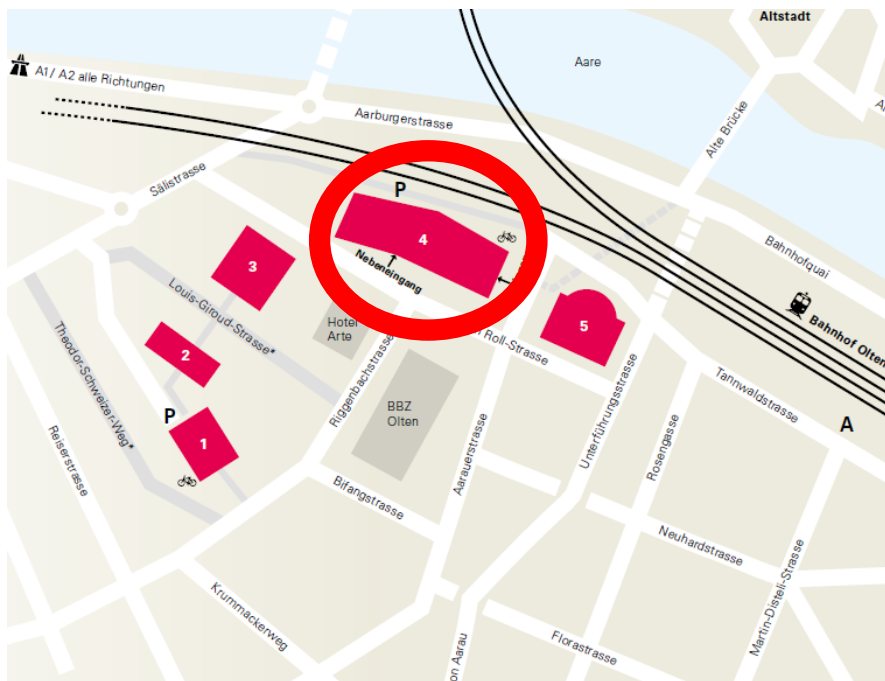 Altstadt
Aare
A1/ A2 alle Richtungen
Aarburgerstrasse
Alte Brücke
Sälistrasse
P
4
3
Nebeneingang
Bahnhofquai
Louis-Giroud-Strasse*
Hotel
Arte
Roll-Strasse
5
Bahnhof Olten
2
Theodor-Schweizer-Weg*
Riggenbachstrasse
Unterführungsstrasse
Tannwaldstrasse
P
1
BBZ
Olten
Rosengasse
A
Reiserstrasse
Aarauerstrasse
Bifangstrasse
Neuhardstrasse
Martin-Disteli-Strasse
Krummackerweg
Florastrasse
on Aarau